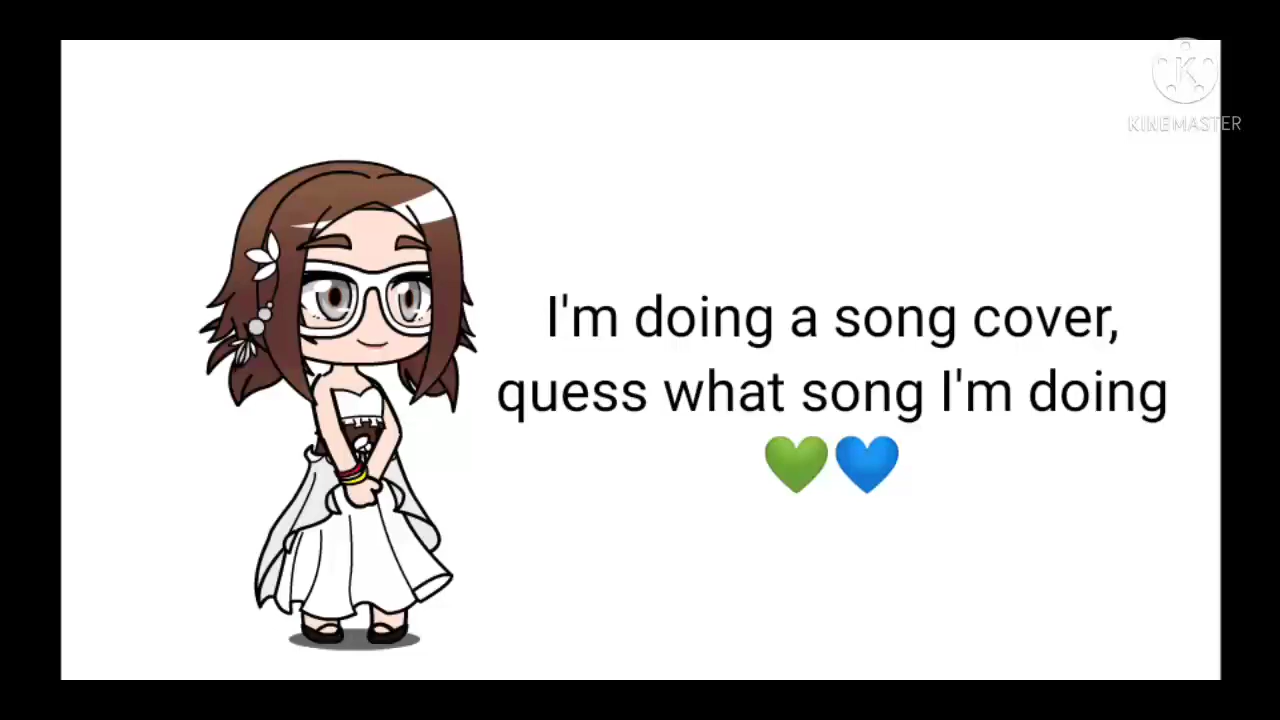 K
KINEMASTER
I'm doing a song cover,
quess what song I'm doing
💚💙